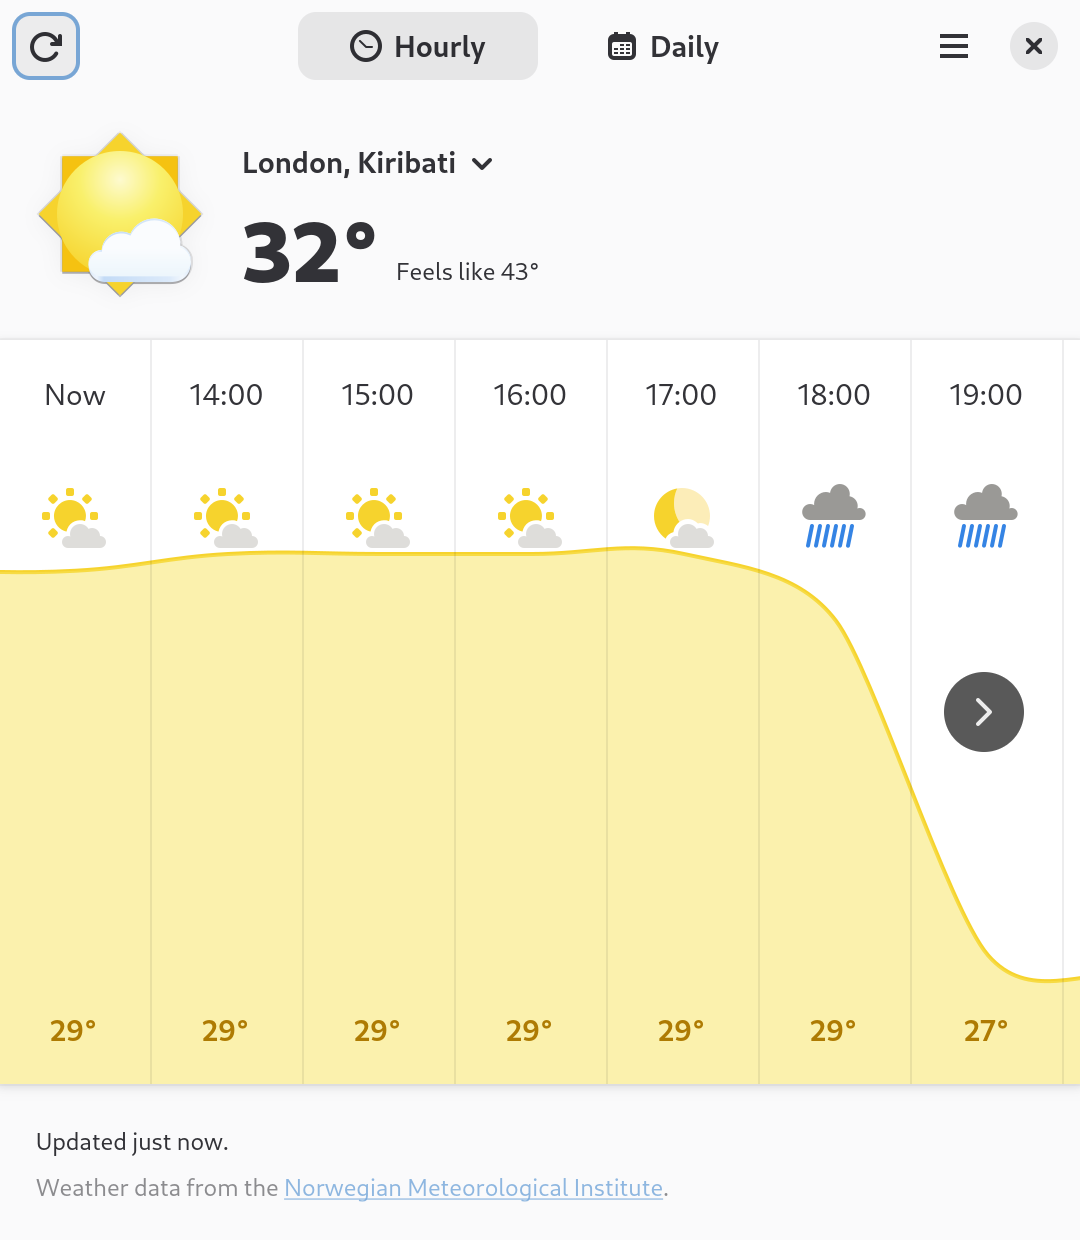 Hourly Daily
London, Kiribati
32° Feels like 43°
Now 14:00 15:00 16:00 17:00 18:00 19:00
29° 29° 29° 29° 29° 29° 27°
Updated just now.
Weather data from the Norwegian Meteorological Institute.